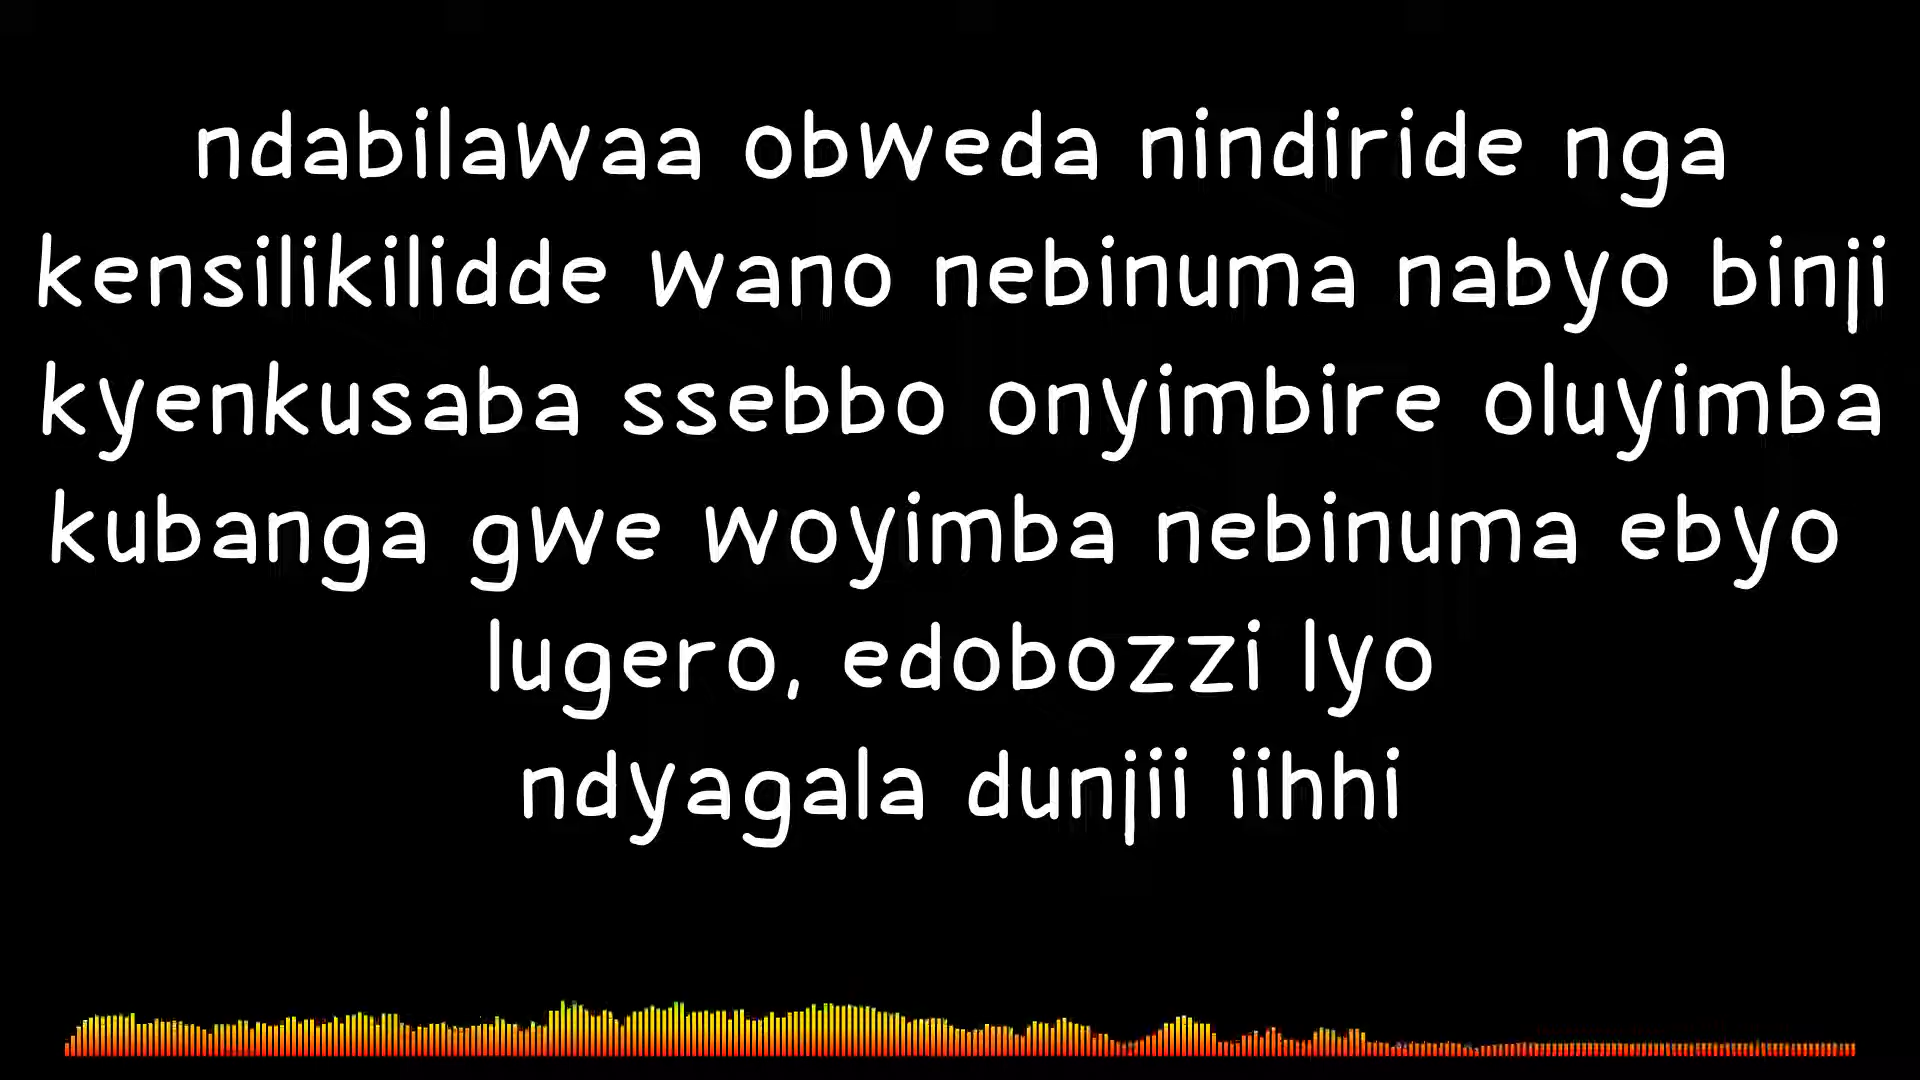 ndabilawaa obweda nindiride nga
kensilikilidde wano nebinuma nabyo binji
kyenkusaba ssebbo onyimbire oluyimba
kubanga gwe woyimba nebinuma ebyo
lugero, edobozzi lyo
ndyagala dunjii iihhi